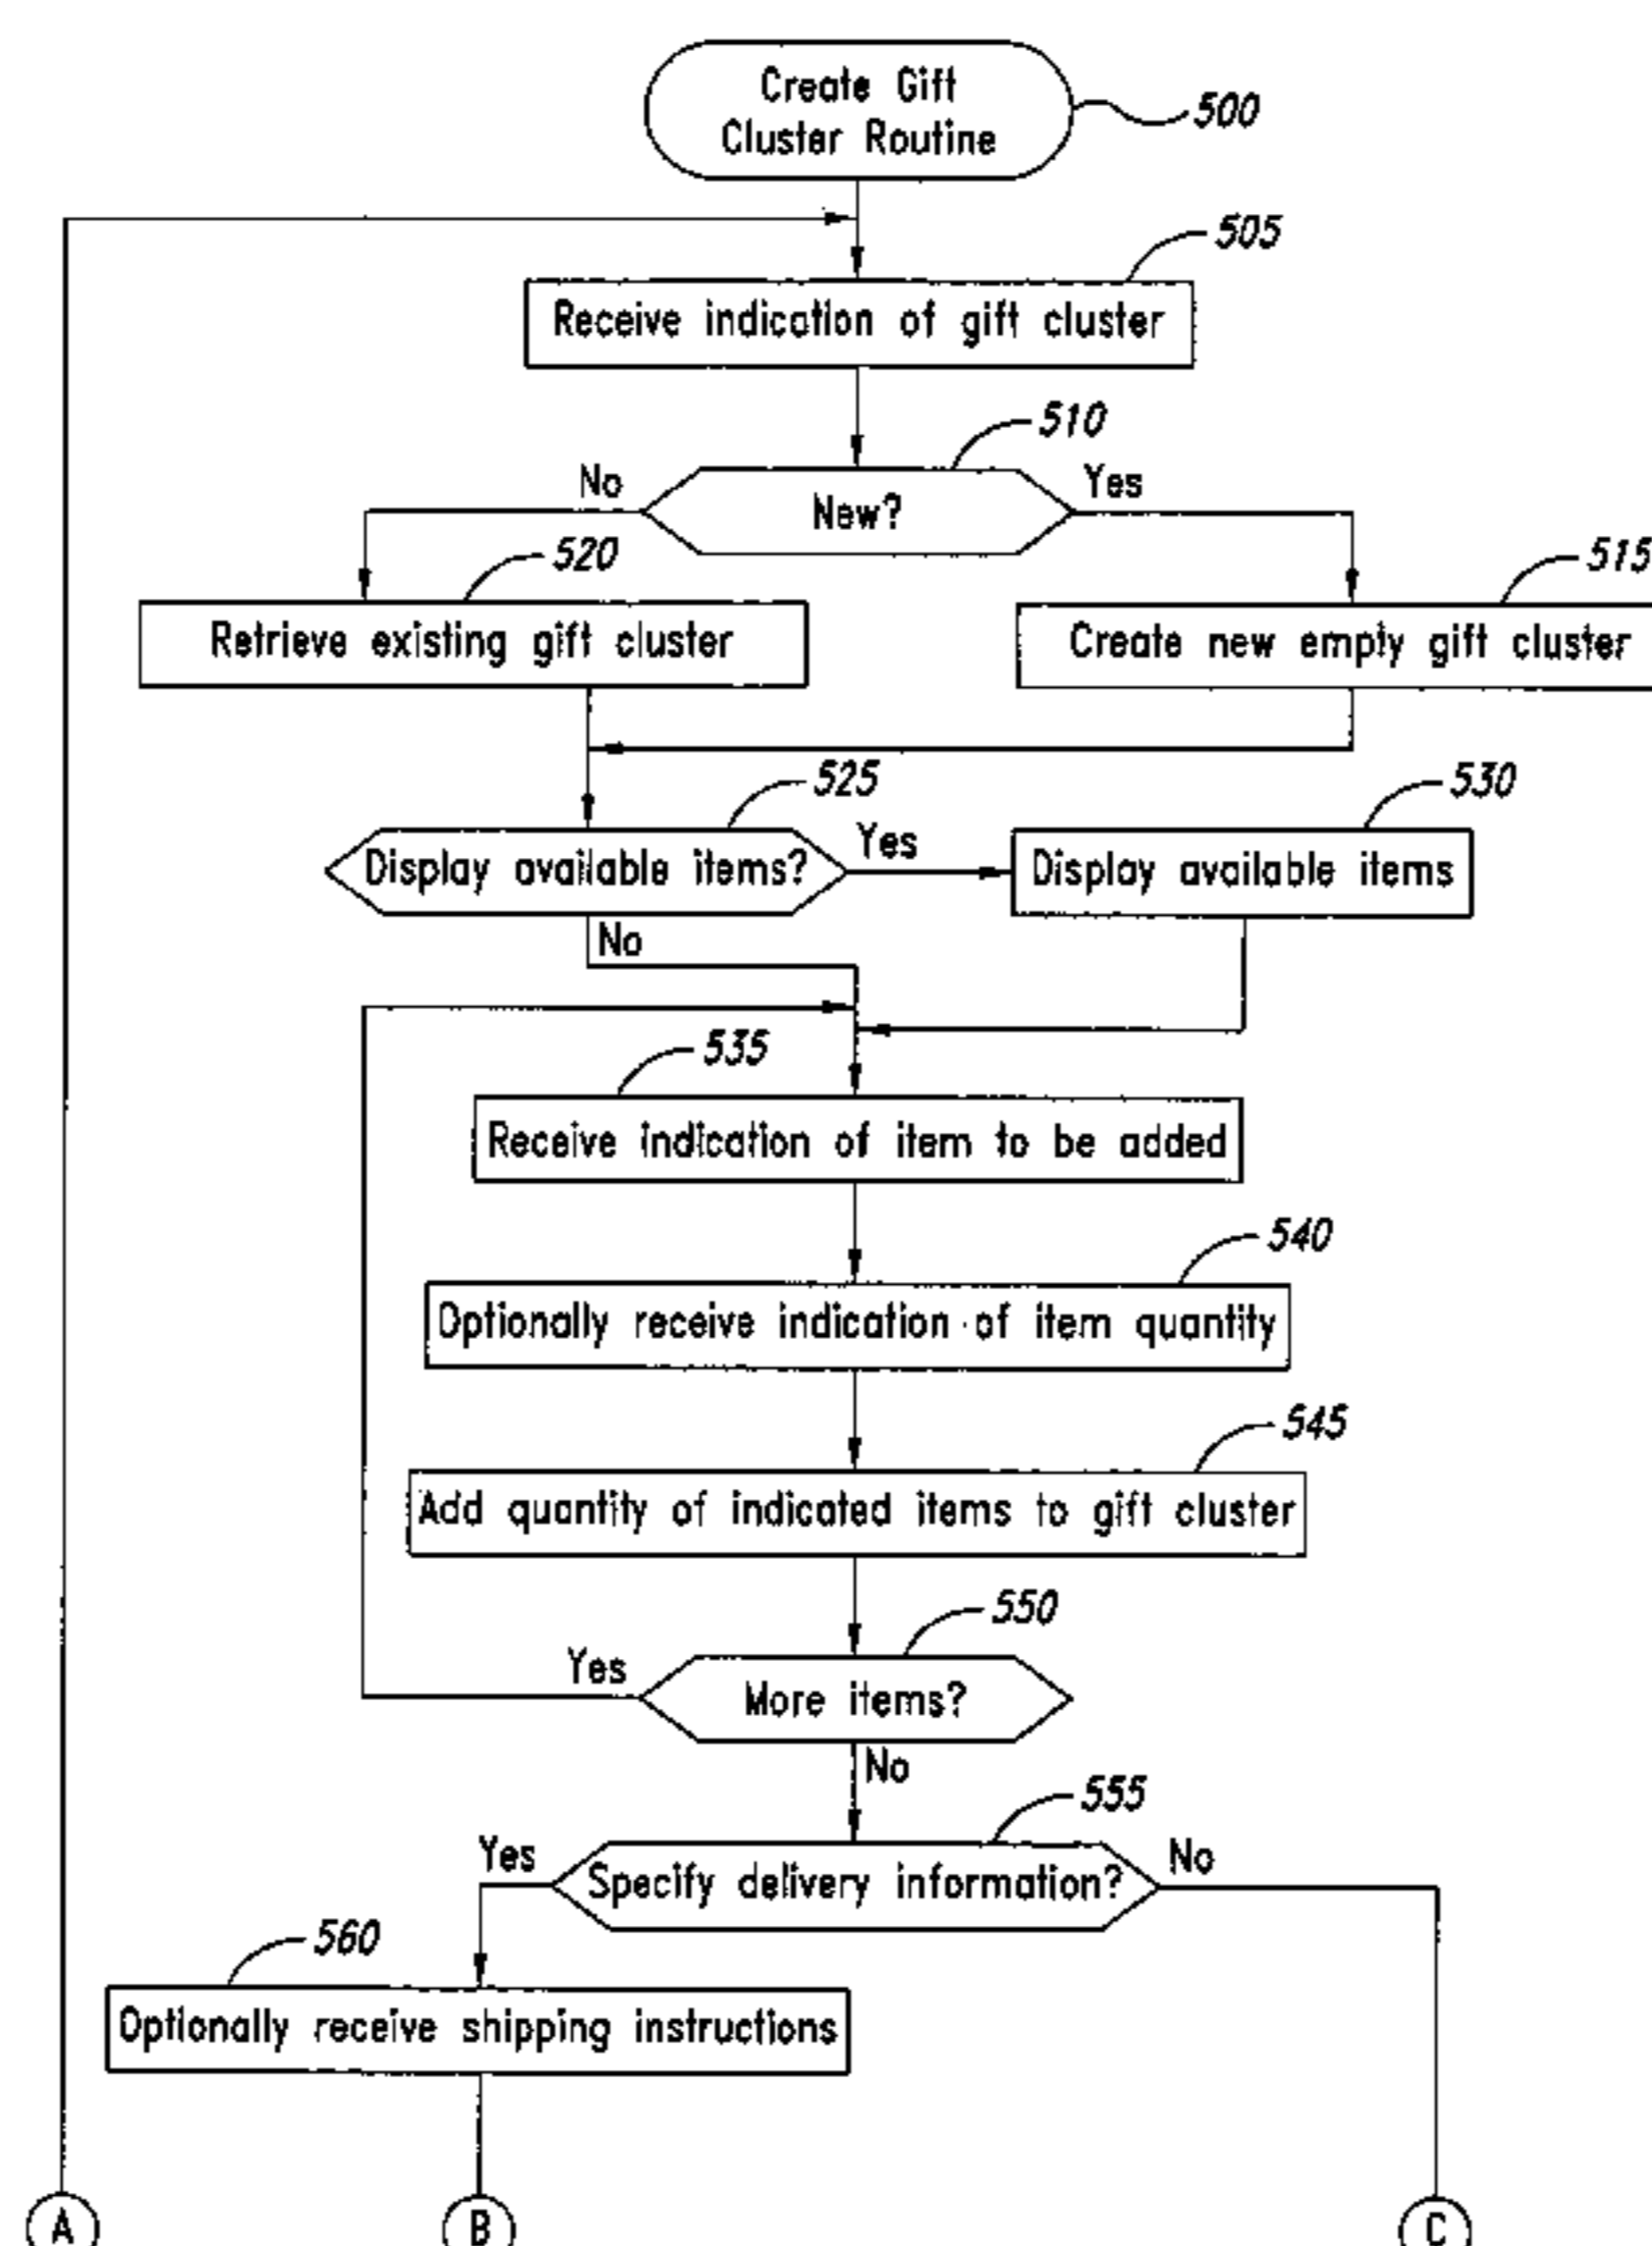 Create Gift
Cluster Routine
500
505
Receive indication of gift cluster
510
No
New?
Yes
520
515
Retrieve existing gift cluster
Create new empty gift cluster
525
530
Display available items?
Yes
Display available items
No
535
Receive indication of item to be added
540
Optionally receive indication of item quantity
545
Add quantity of indicated items to gift cluster
550
Yes
More items?
No
555
Yes
Specify delivery information?
No
560
Optionally receive shipping instructions
A
B
C